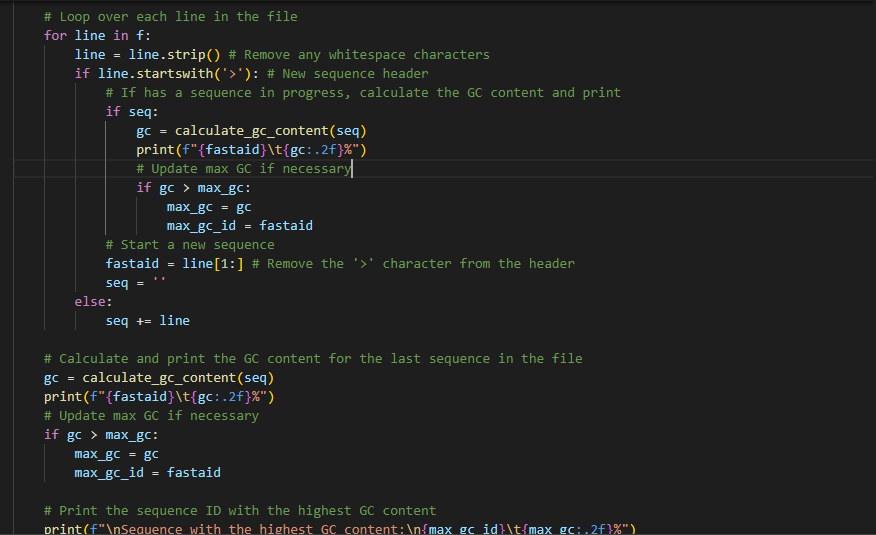 # Loop over each line in the file
for line in f:
    line = line.strip() # Remove any whitespace characters
    if line.startswith('>'): # New sequence header
        # If has a sequence in progress, calculate the GC content and print
        if seq:
            gc = calculate_gc_content(seq)
            print(f"{fastaid}\t{gc:.2f}%")
            # Update max GC if necessary
            if gc > max_gc:
                max_gc = gc
                max_gc_id = fastaid
        # Start a new sequence
        fastaid = line[1:] # Remove the '>' character from the header
        seq = ''
    else:
        seq += line

# Calculate and print the GC content for the last sequence in the file
gc = calculate_gc_content(seq)
print(f"{fastaid}\t{gc:.2f}%")
# Update max GC if necessary
if gc > max_gc:
    max_gc = gc
    max_gc_id = fastaid

# Print the sequence ID with the highest GC content
print(f"\nSequence with the highest GC content:\n{max_gc_id}\t{max_gc:.2f}%")